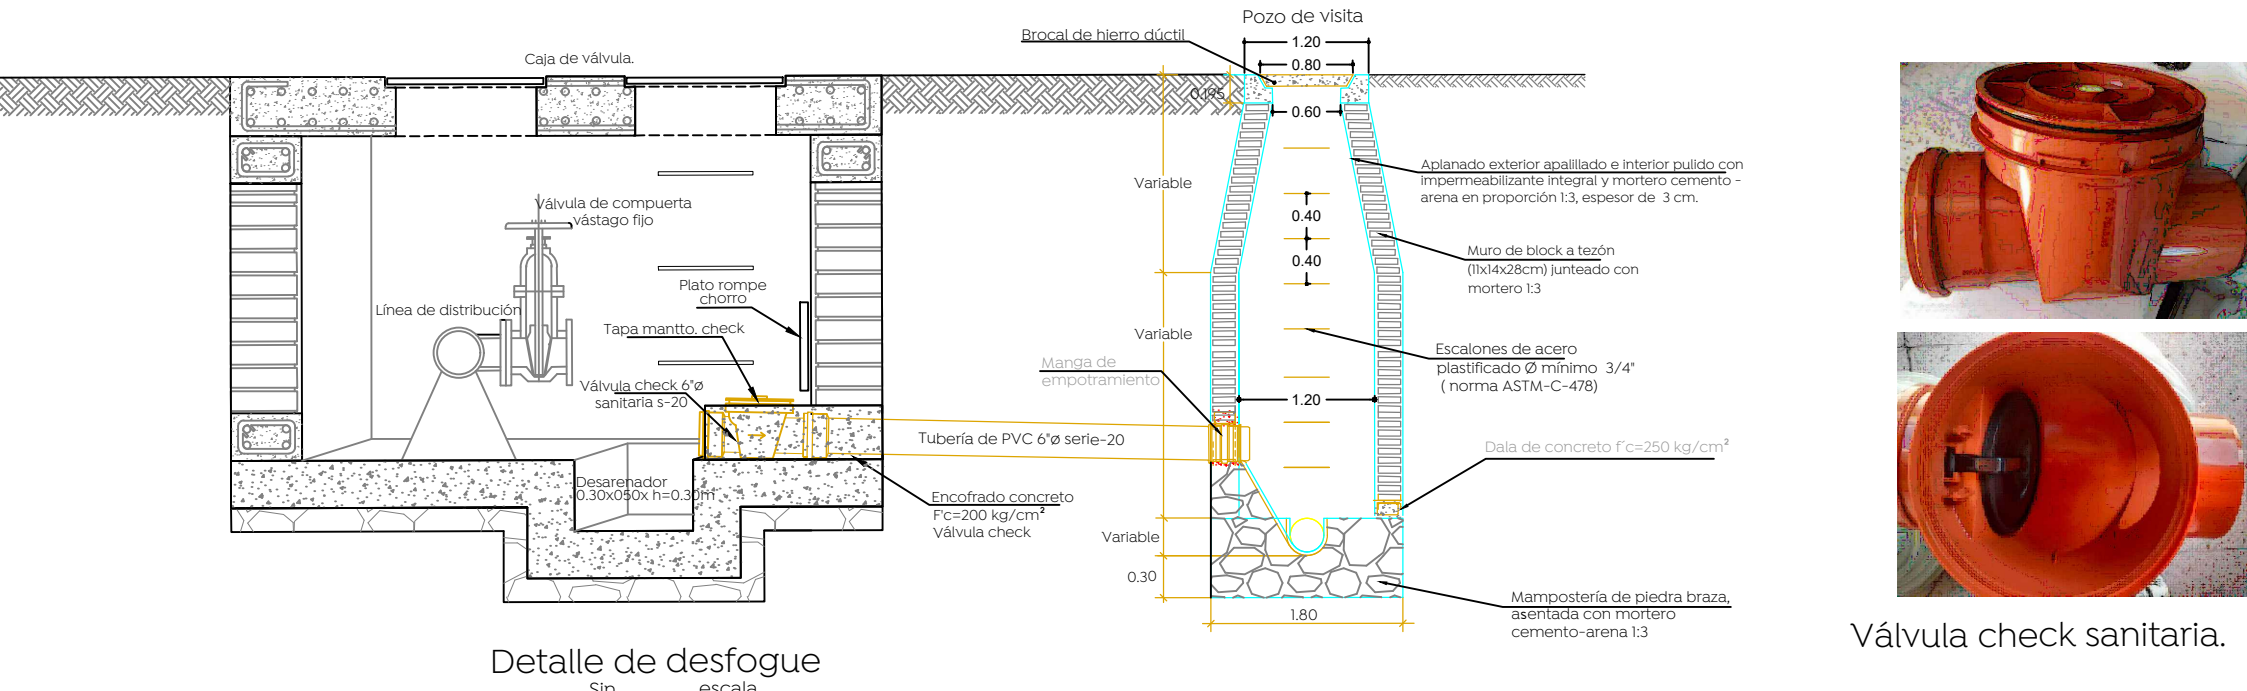 Caja de válvula.
Válvula de compuerta
vástago fijo
Línea de distribución
Plato rompe
chorro
Tapa mantto. check
Válvula check 6"ø
sanitaria s-20
Desarenador
0.30x050x h=0.30m
Tubería de PVC 6"ø serie-20
Encofrado concreto
F'c=200 kg/cm²
Válvula check
Detalle de desfogue
Sin escala
Pozo de visita
Brocal de hierro dúctil
1.20
0.80
0.195
0.60
Variable
0.40
0.40
Variable
Manga de
empotramiento
1.20
Variable
0.30
1.80
Aplanado exterior apalillado e interior pulido con
impermeabilizante integral y mortero cemento -
arena en proporción 1:3, espesor de 3 cm.
Muro de block a tezón
(11x14x28cm) junteado con
mortero 1:3
Escalones de acero
plastificado Ø mínimo 3/4"
( norma ASTM-C-478)
Dala de concreto f´c=250 kg/cm²
Mampostería de piedra braza,
asentada con mortero
cemento-arena 1:3
Válvula check sanitaria.